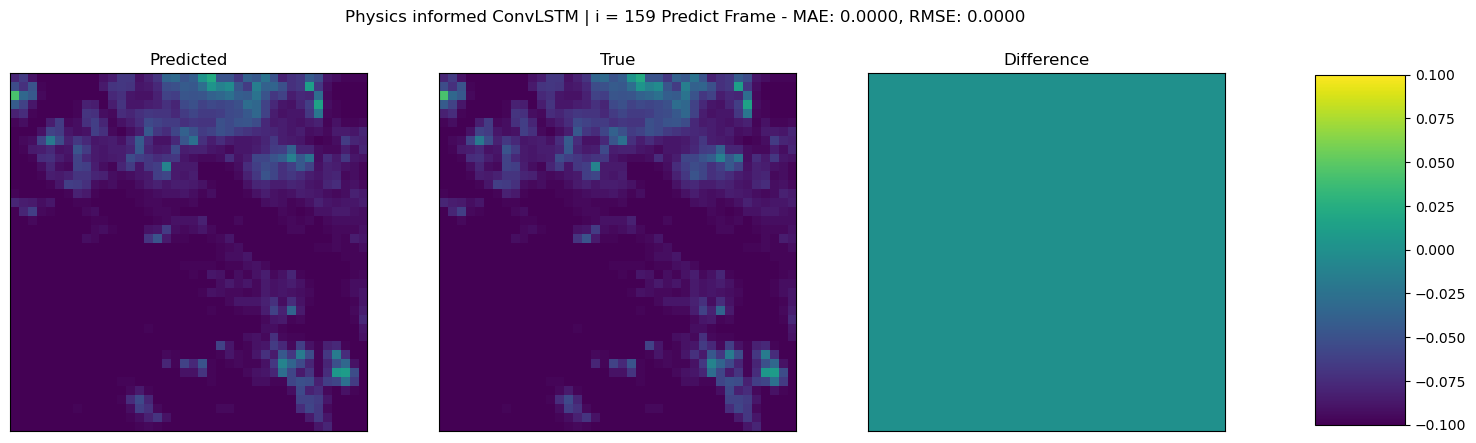 Physics informed ConvLSTM | i = 159 Predict Frame - MAE: 0.0000, RMSE: 0.0000
Predicted
True
Difference
0.100
0.075
0.050
0.025
0.000
−0.025
−0.050
−0.075
−0.100